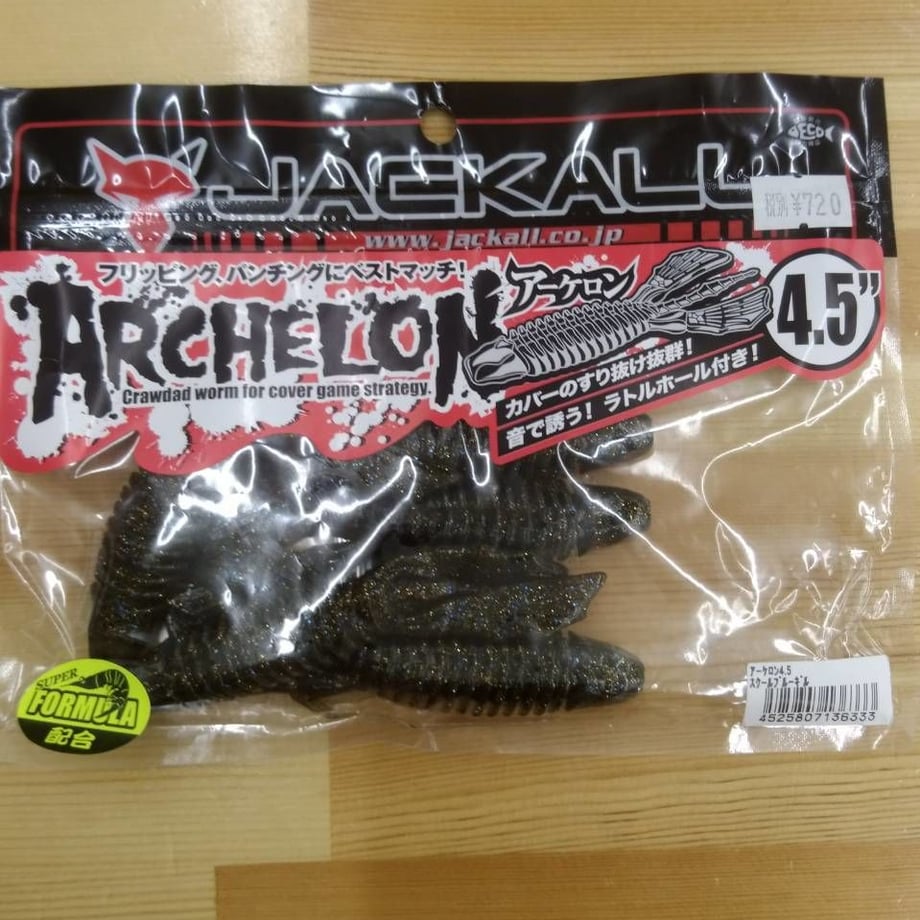 ECO
JACKALL
税別 ¥720
www.jackall.co.jp
フリッピング、パンチングにベストマッチ!
ARCHELON
アーケロン
4.5”
Crawdad worm for cover game strategy.
カバーのすり抜け抜群!
音で誘う! ラトルホール付き!
SUPER
FORMULA
配合
アーケロン4.5
スケールブルーギル
4525807136333